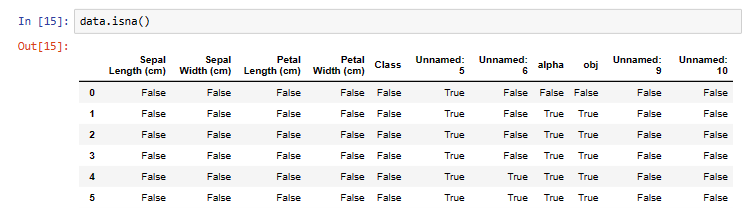 In [15]: data.isna()
Out[15]:
Sepal Length (cm) Sepal Width (cm) Petal Length (cm) Petal Width (cm) Class Unnamed: 5 Unnamed: 6 alpha obj Unnamed: 9 Unnamed: 10
0 False False False False False True False False False False False
1 False False False False False True False True True False False
2 False False False False False True False True True False False
3 False False False False False True False True True False False
4 False False False False False True True True True False False
5 False False False False False True True True True False False